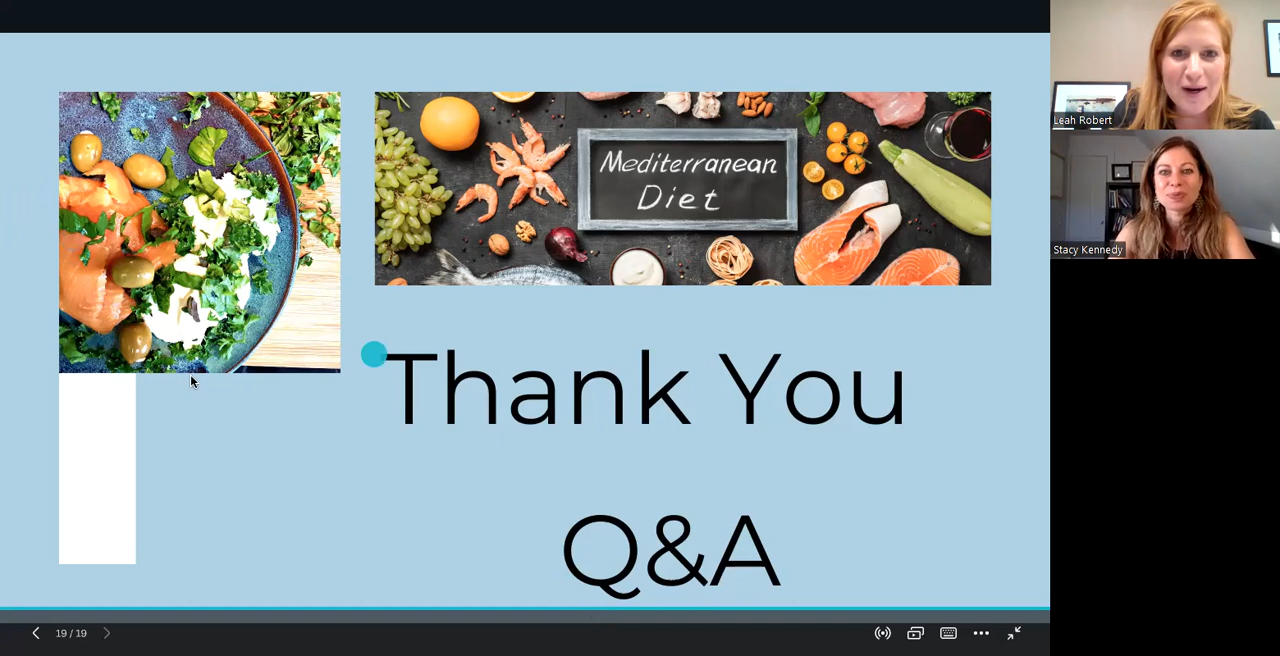 Mediterranean
Diet
Thank You
Q&A
19 / 19
Leah Robert
Stacy Kennedy